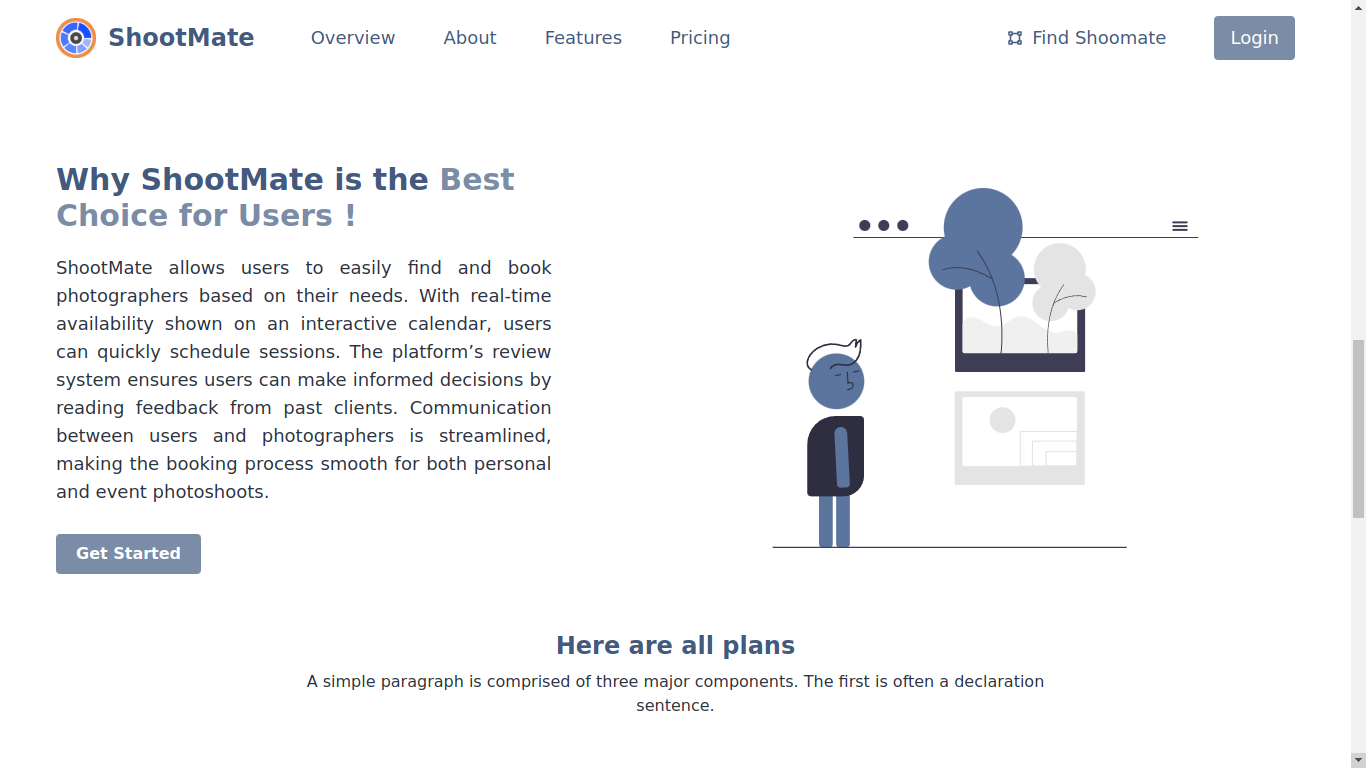 ShootMate
Overview
About
Features
Pricing
Find Shoomate
Login
Why ShootMate is the Best
Choice for Users !
ShootMate allows users to easily find and book
photographers based on their needs. With real-time
availability shown on an interactive calendar, users
can quickly schedule sessions. The platform’s review
system ensures users can make informed decisions by
reading feedback from past clients. Communication
between users and photographers is streamlined,
making the booking process smooth for both personal
and event photoshoots.
Get Started
Here are all plans
A simple paragraph is comprised of three major components. The first is often a declaration
sentence.